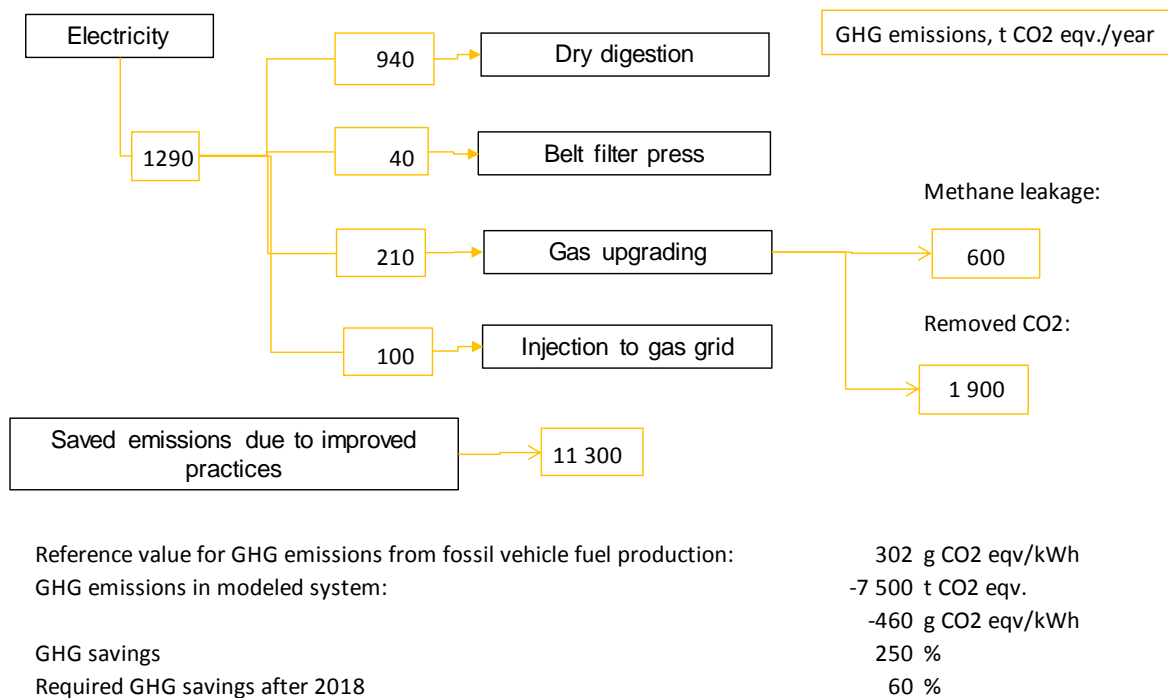 Electricity
GHG emissions, t CO2 eqv./year
940
Dry digestion
1290
40
Belt filter press
Methane leakage:
210
Gas upgrading
600
Removed CO2:
100
Injection to gas grid
1 900
Saved emissions due to improved
practices
11 300
Reference value for GHG emissions from fossil vehicle fuel production: 302 g CO2 eqv/kWh
GHG emissions in modeled system: -7 500 t CO2 eqv.
-460 g CO2 eqv/kWh
GHG savings 250 %
Required GHG savings after 2018 60 %